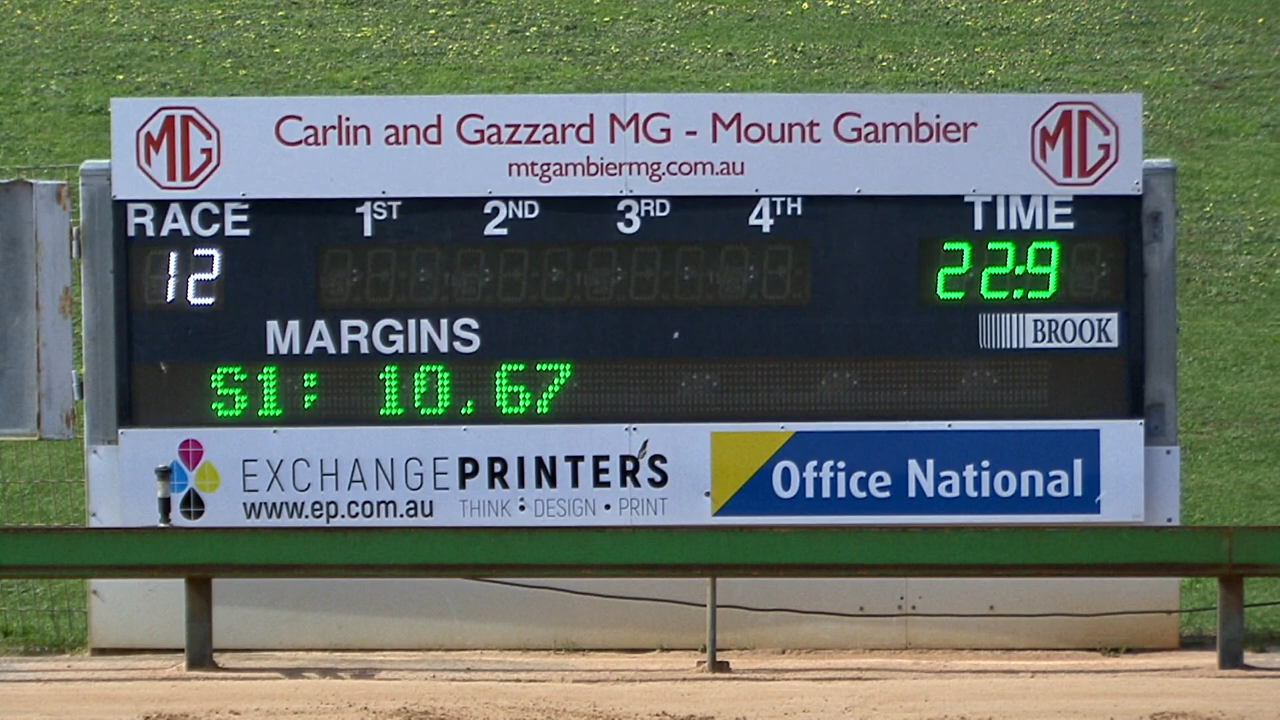 MG Carlin and Gazzard MG - Mount Gambier MG
mtgambiermg.com.au
RACE 1ST 2ND 3RD 4TH TIME
12 22:9
MARGINS BROOK
S1: 10.67
EXCHANGEPRINTERS Office National
www.ep.com.au THINK • DESIGN • PRINT